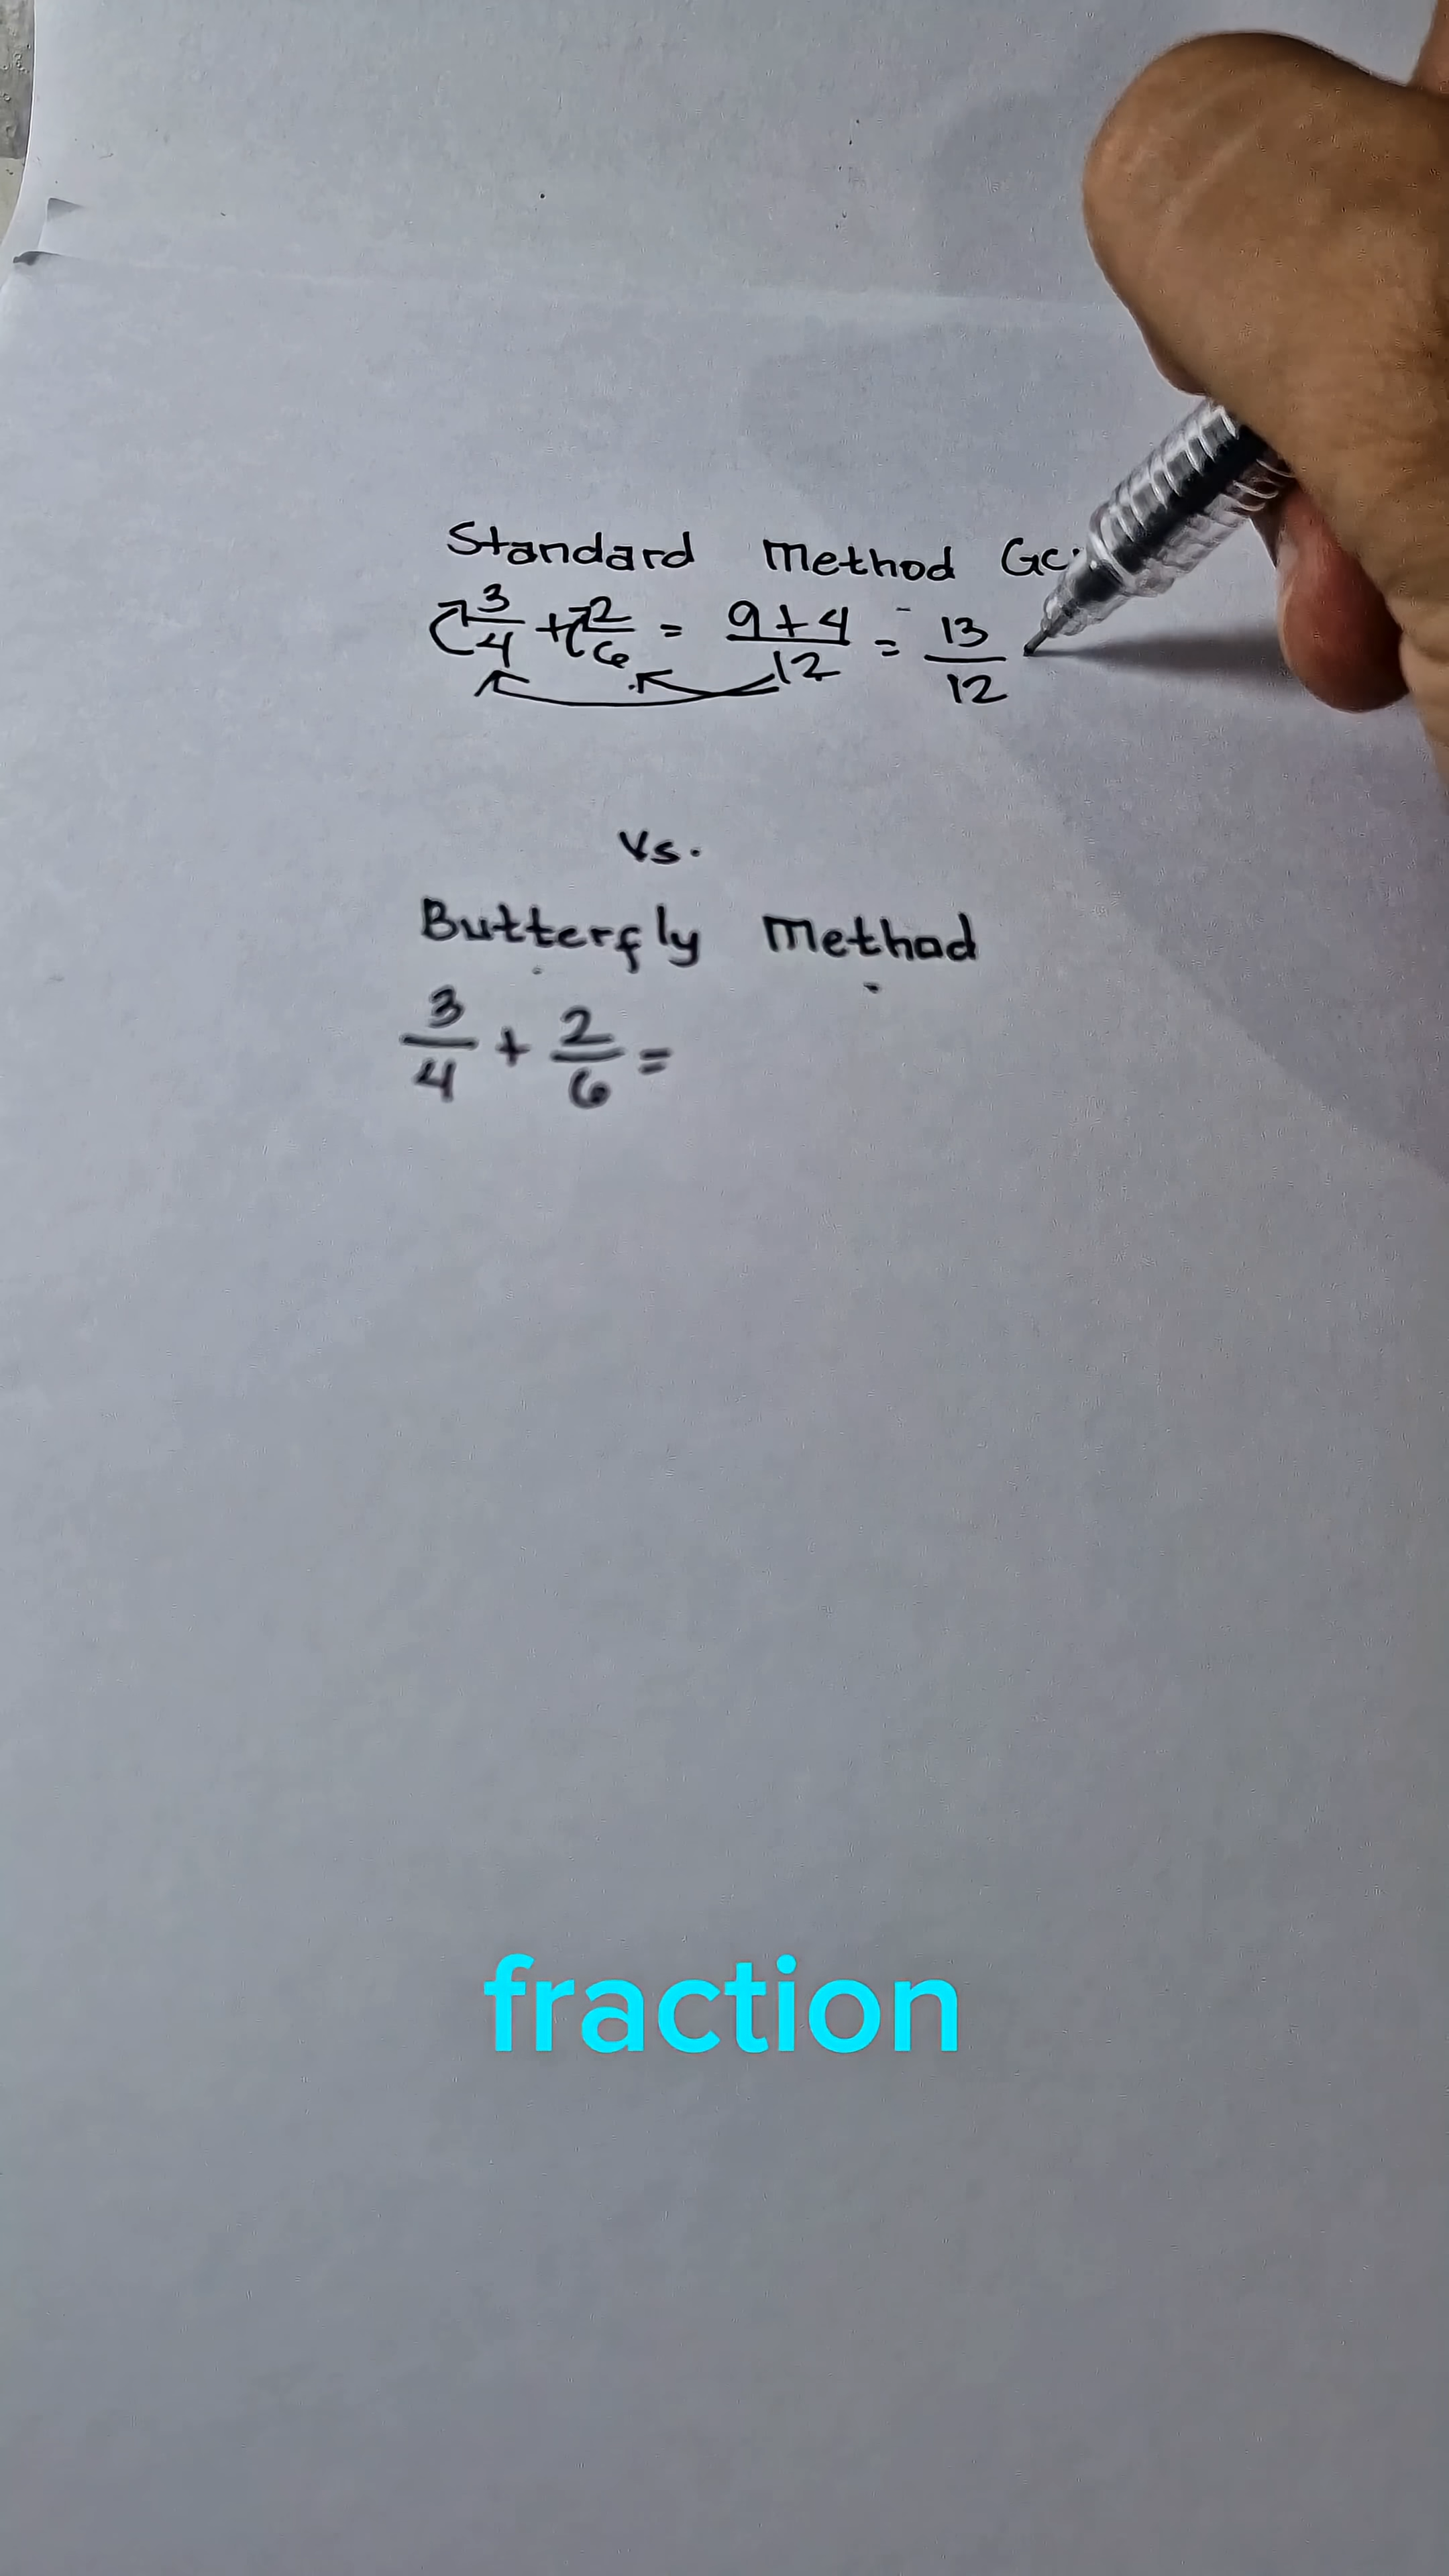 Standard Method
3/4 + 2/6 = 9+4/12 = 13/12
Vs.
Butterfly Method
3/4 + 2/6 =
fraction